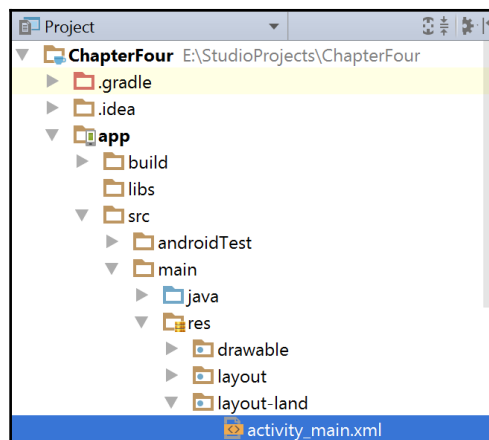 Project
ChapterFour E:\StudioProjects\ChapterFour
.gradle
.idea
app
build
libs
src
androidTest
main
java
res
drawable
layout
layout-land
activity_main.xml